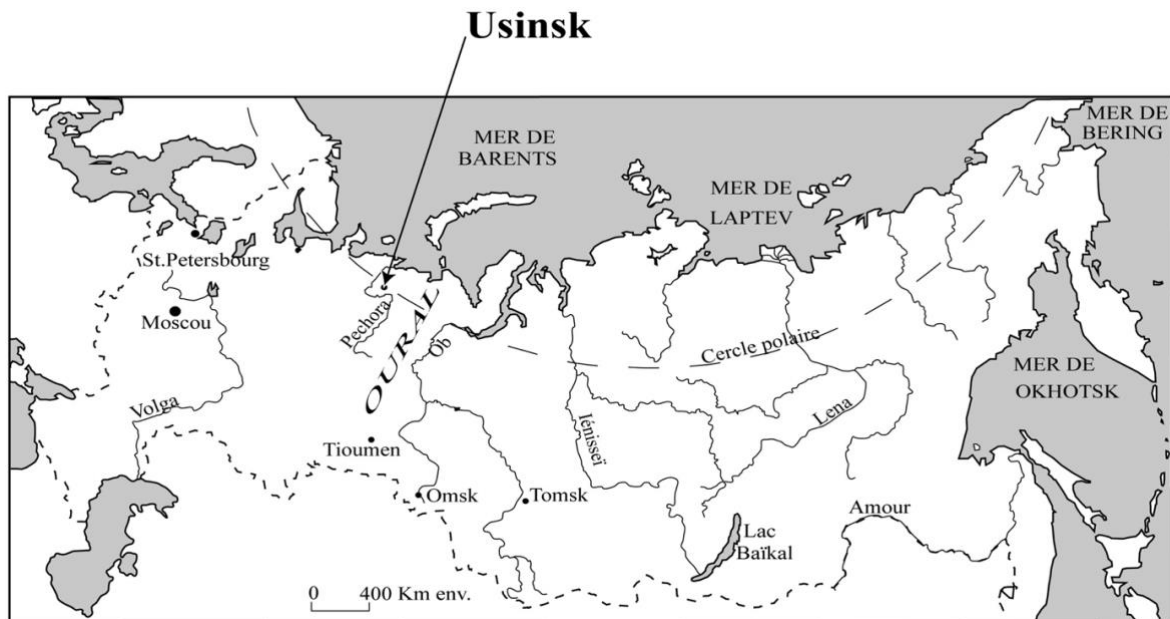 Usinsk
MER DE
BARENTS
MER DE
BERING
MER DE
LAPTEV
St.Petersbourg
Moscou
Pechora
OURAL
Ob
Cercle polaire
MER DE
OKHOTSK
Volga
Iénisseï
Lena
Tioumen
Omsk
Tomsk
Amour
Lac
Baïkal
0 400 Km env.